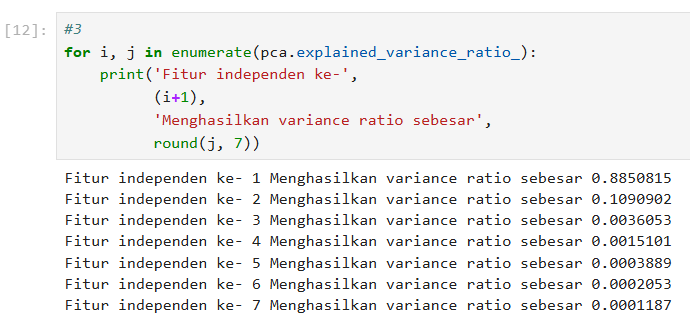 [12]:
#3
for i, j in enumerate(pca.explained_variance_ratio_):
    print('Fitur independen ke-',
          (i+1),
          'Menghasilkan variance ratio sebesar',
          round(j, 7))
Fitur independen ke- 1 Menghasilkan variance ratio sebesar 0.8850815
Fitur independen ke- 2 Menghasilkan variance ratio sebesar 0.1090902
Fitur independen ke- 3 Menghasilkan variance ratio sebesar 0.0036053
Fitur independen ke- 4 Menghasilkan variance ratio sebesar 0.0015101
Fitur independen ke- 5 Menghasilkan variance ratio sebesar 0.0003889
Fitur independen ke- 6 Menghasilkan variance ratio sebesar 0.0002053
Fitur independen ke- 7 Menghasilkan variance ratio sebesar 0.0001187